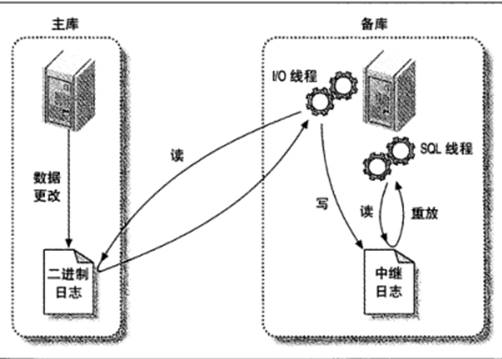 主库
备库
I/O 线程
SQL 线程
读
数据
更改
写
读
重放
二进制
日志
中继
日志